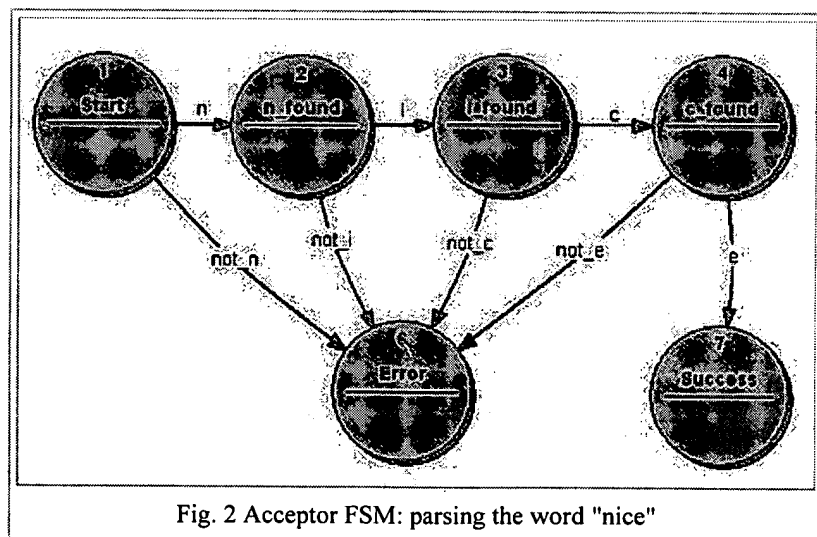 1
Start
n
2
n_found
i
3
i_found
c
4
c_found
not_n
not_i
not_c
not_e
e
6
Error
7
Success
Fig. 2 Acceptor FSM: parsing the word "nice"